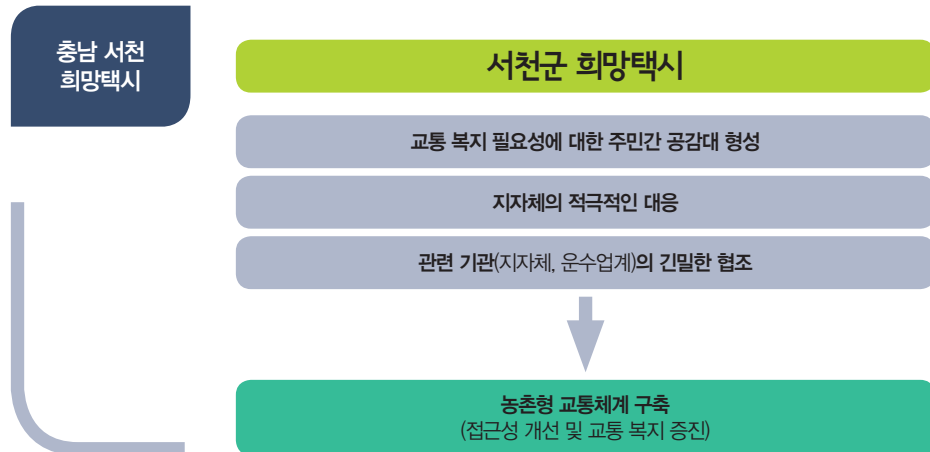 충남 서천
희망택시
서천군 희망택시
교통 복지 필요성에 대한 주민간 공감대 형성
지자체의 적극적인 대응
관련 기관(지자체, 운수업계)의 긴밀한 협조
농촌형 교통체계 구축
(접근성 개선 및 교통 복지 증진)